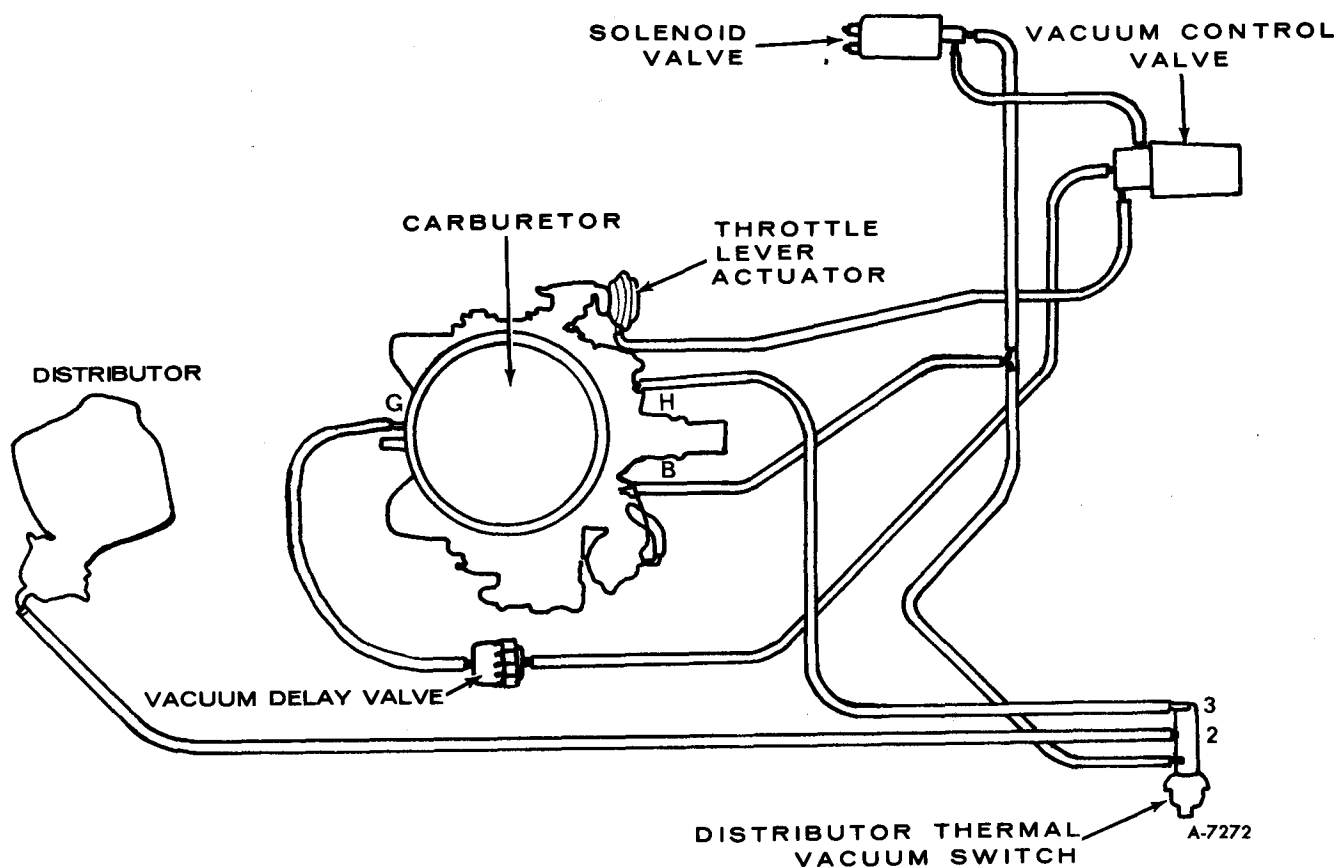 SOLENOID
VALVE
VACUUM CONTROL
VALVE
CARBURETOR
THROTTLE
LEVER
ACTUATOR
DISTRIBUTOR
G
H
B
VACUUM DELAY VALVE
3
2
DISTRIBUTOR THERMAL
VACUUM SWITCH
A-7272